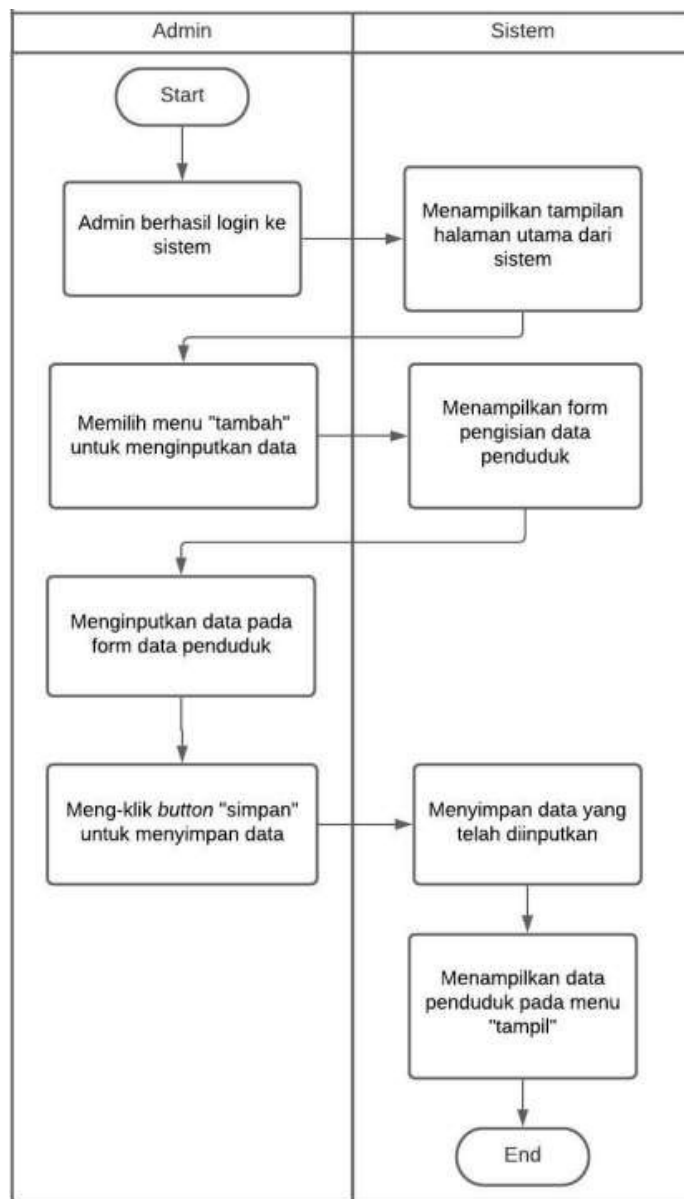 Admin
Sistem
Start
Admin berhasil login ke
sistem
Menampilkan tampilan
halaman utama dari
sistem
Memilih menu "tambah"
untuk menginputkan data
Menampilkan form
pengisian data
penduduk
Menginputkan data pada
form data penduduk
Meng-klik button "simpan"
untuk menyimpan data
Menyimpan data yang
telah diinputkan
Menampilkan data
penduduk pada menu
"tampil"
End